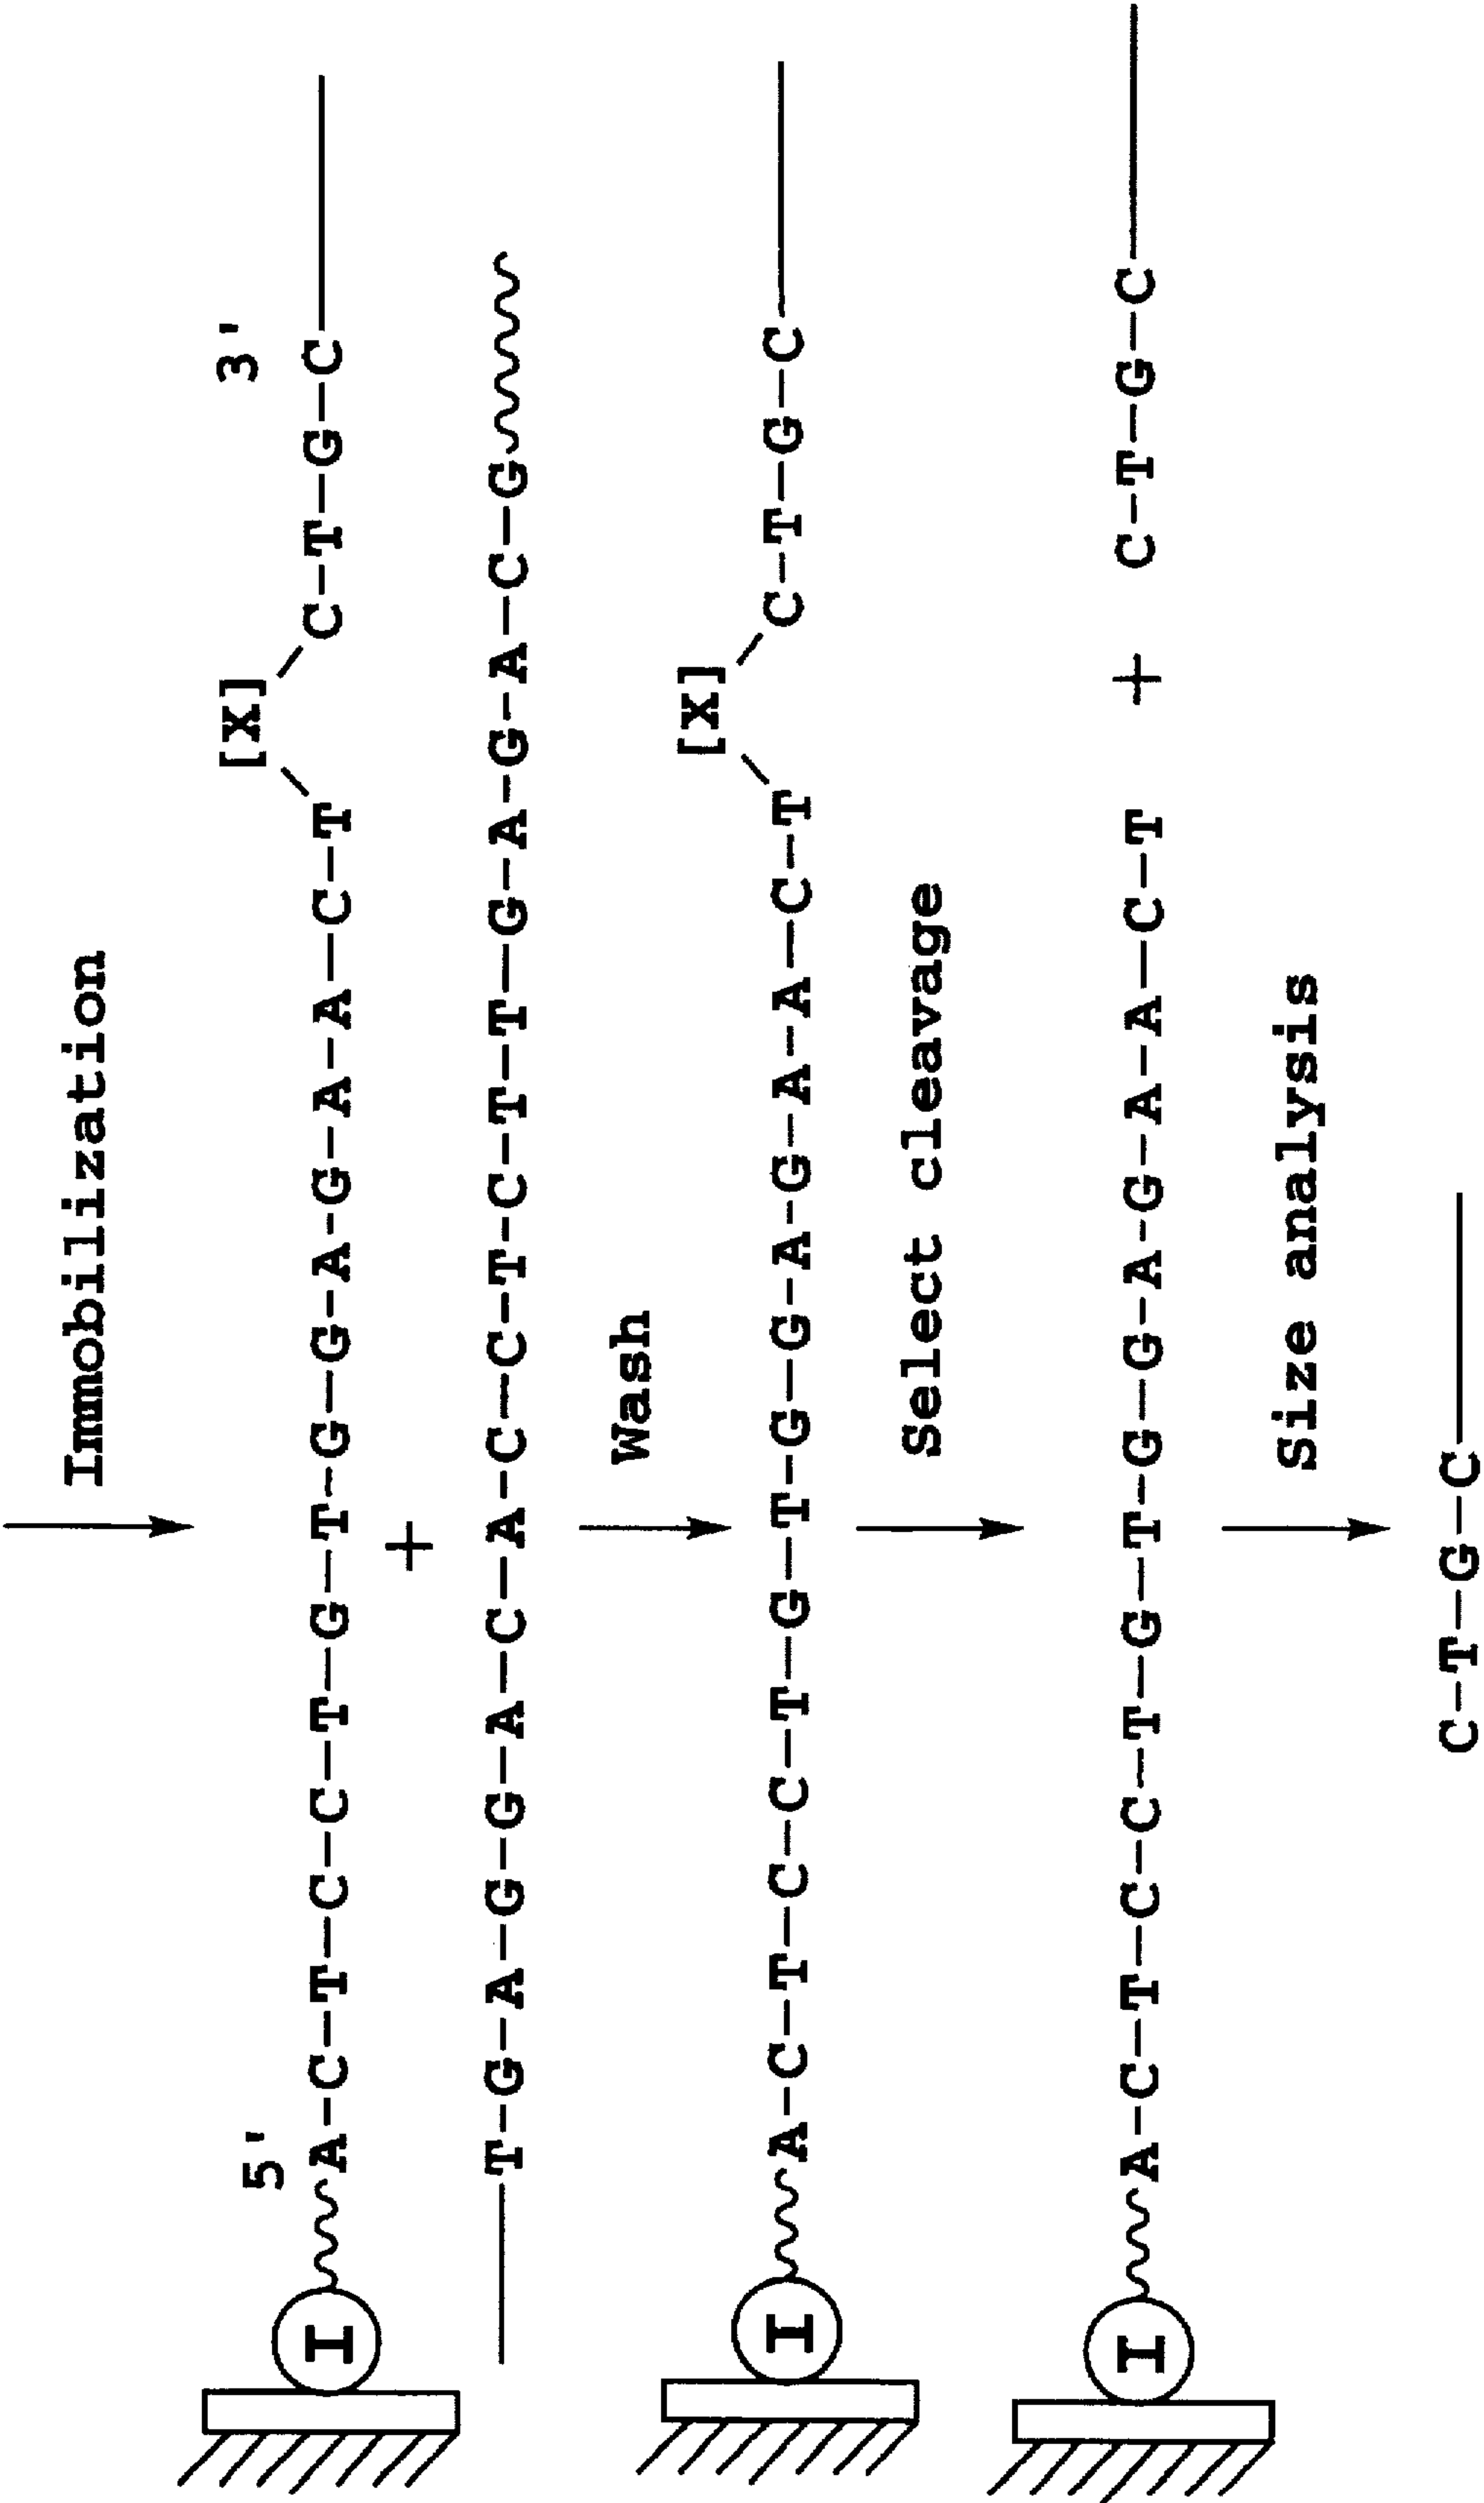 Immobilization
5' [X] 3'
I A-C-T-C-C-T-G-T-G-G-A-G-A-A-C-T C-T-G-C
+
T-G-A-G-G-A-C-A-C-C-T-C-T-T-G-A-G-A-C-G
Wash
[X]
I A-C-T-C-C-T-G-T-G-G-A-G-A-A-C-T C-T-G-C
Select cleavage
I A-C-T-C-C-T-G-T-G-G-A-G-A-A-C-T + C-T-G-C
Size analysis
C-T-G-C